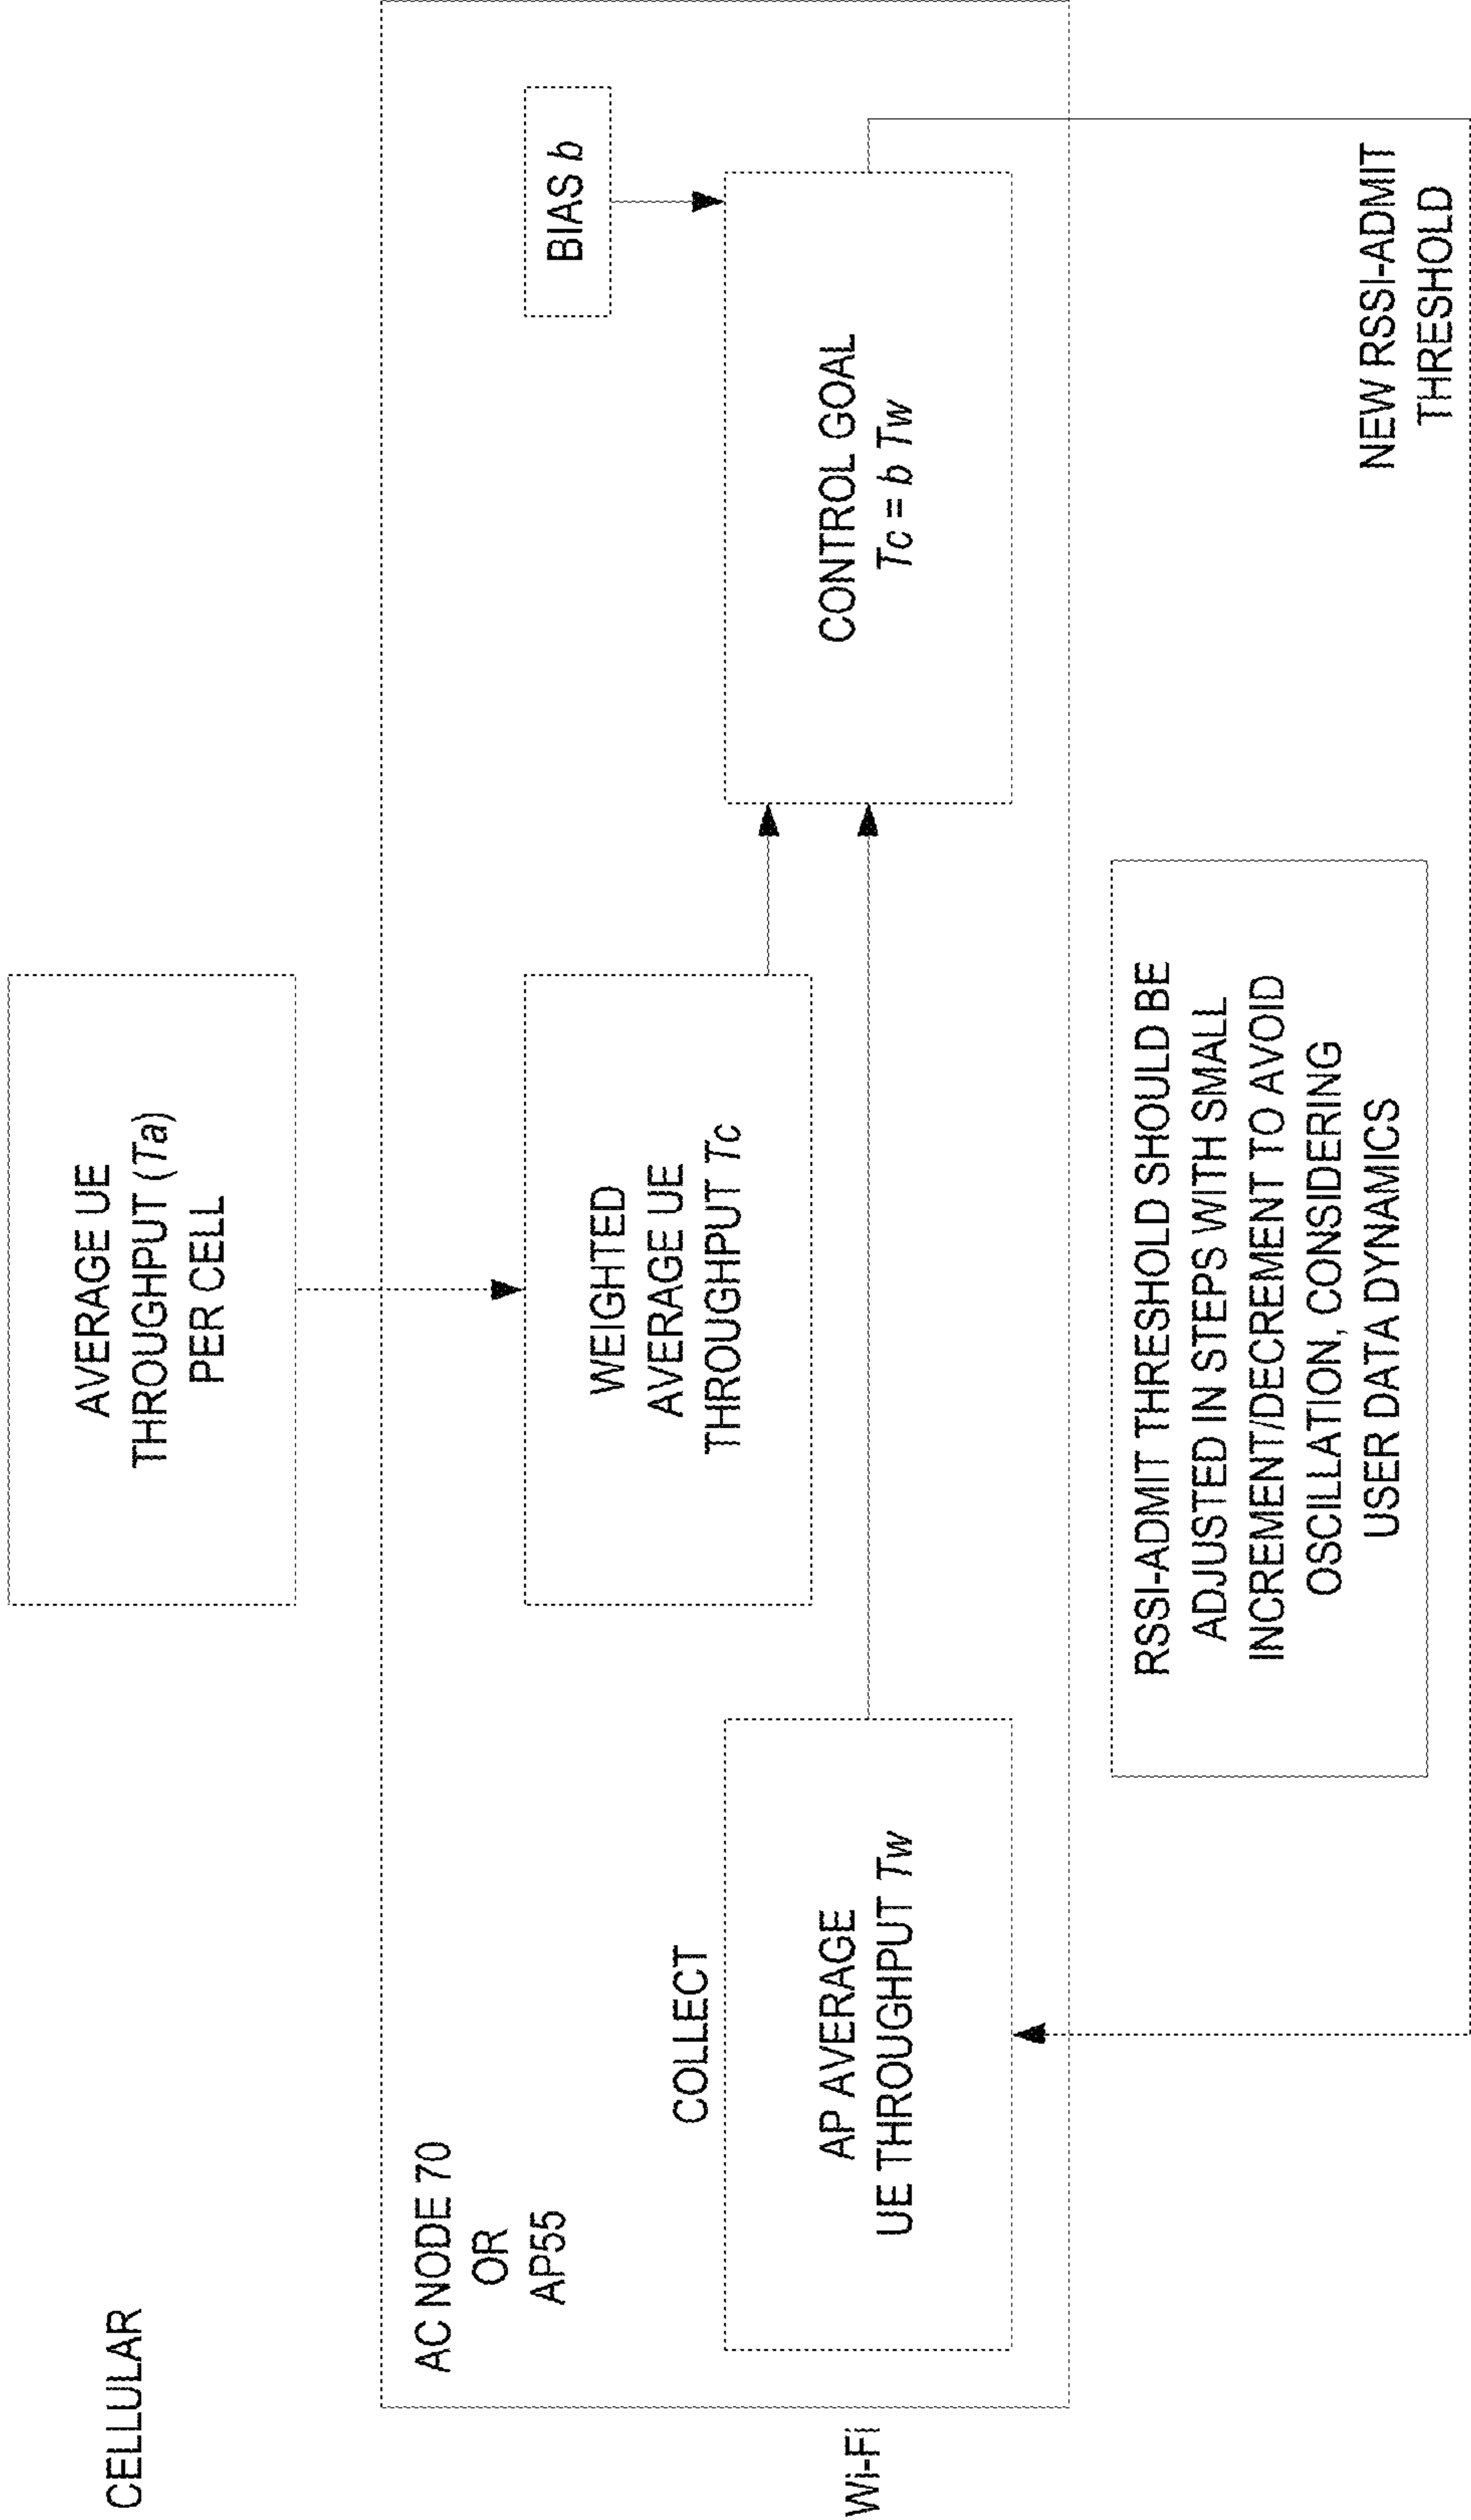 CELLULAR
AVERAGE UE
THROUGHPUT (Ta)
PER CELL
AC NODE 70
OR
AP55
WEIGHTED
AVERAGE UE
THROUGHPUT Tc
BIAS b
COLLECT
Wi-Fi
AP AVERAGE
UE THROUGHPUT Tw
CONTROL GOAL
Tc = b Tw
RSSI-ADMIT THRESHOLD SHOULD BE
ADJUSTED IN STEPS WITH SMALL
INCREMENT/DECREMENT TO AVOID
OSCILLATION, CONSIDERING
USER DATA DYNAMICS
NEW RSSI-ADMIT
THRESHOLD